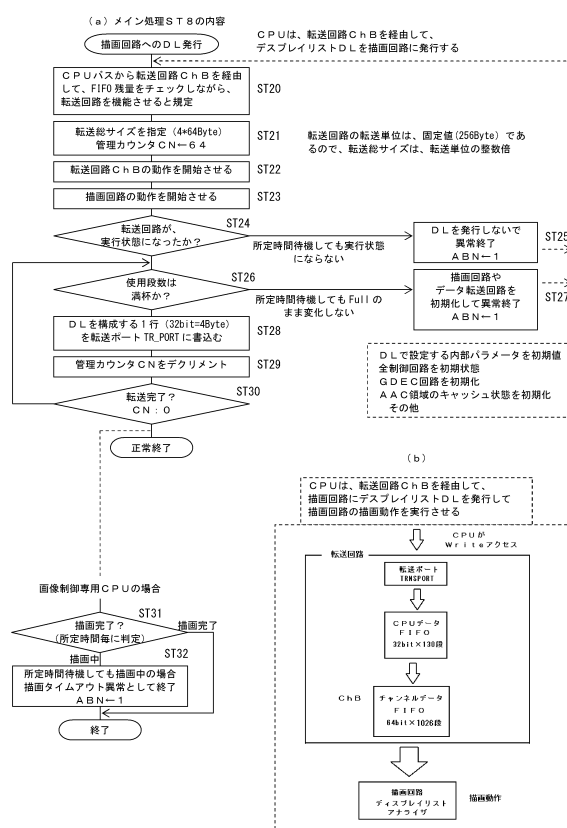 （a）メイン処理ＳＴ８の内容
描画回路へのＤＬ発行
ＣＰＵは、転送回路ＣｈＢを経由して、
デスプレイリストＤＬを描画回路に発行する
ＣＰＵバスから転送回路ＣｈＢを経由
して、FIFO残量をチェックしながら、
転送回路を機能させると規定
ST20
転送総サイズを指定（4*64Byte）
管理カウンタＣＮ←６４
ST21
転送回路の転送単位は、固定値(256Byte）であ
るので、転送総サイズは、転送単位の整数倍
転送回路ＣｈＢの動作を開始させる
ST22
描画回路の動作を開始させる
ST23
転送回路が、
実行状態になったか？
ST24
所定時間待機しても実行状態
にならない
ＤＬを発行しないで
異常終了
ＡＢＮ←１
ST25
使用段数は
満杯か？
ST26
所定時間待機してもFullの
まま変化しない
描画回路や
データ転送回路を
初期化して異常終了
ＡＢＮ←１
ST27
ＤＬを構成する１行（32bit=4Byte）
を転送ポートTR_PORTに書込む
ST28
管理カウンタＣＮをデクリメント
ST29
転送完了？
ＣＮ：０
ST30
正常終了
ＤＬで設定する内部パラメータを初期値
全制御回路を初期状態
ＧＤＥＣ回路を初期化
ＡＡＣ領域のキャッシュ状態を初期化
その他
画像制御専用ＣＰＵの場合
描画完了？
（所定時間毎に判定）
ST31
描画完了
描画中
ST32
所定時間待機しても描画中の場合
描画タイムアウト異常として終了
ＡＢＮ←１
終了
（b）
ＣＰＵは、転送回路ＣｈＢを経由して、
描画回路にデスプレイリストＤＬを発行して
描画回路の描画動作を実行させる
ＣＰＵが
Ｗｒｉｔｅアクセス
転送回路
転送ポート
TRNSPORT
ＣＰＵデータ
ＦＩＦＯ
32bit×130段
ＣｈＢ
チャンネルデータ
ＦＩＦＯ
64bit×1026段
描画回路
ディスプレイリスト
アナライザ
描画動作